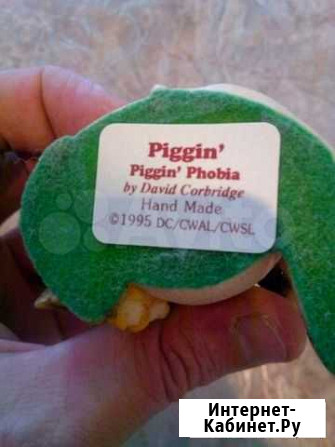 Piggin'
Piggin' Phobia
by David Corbridge
Hand Made
©1995 DC/CWAL/CWSL
Интернет-
Кабинет.Ру